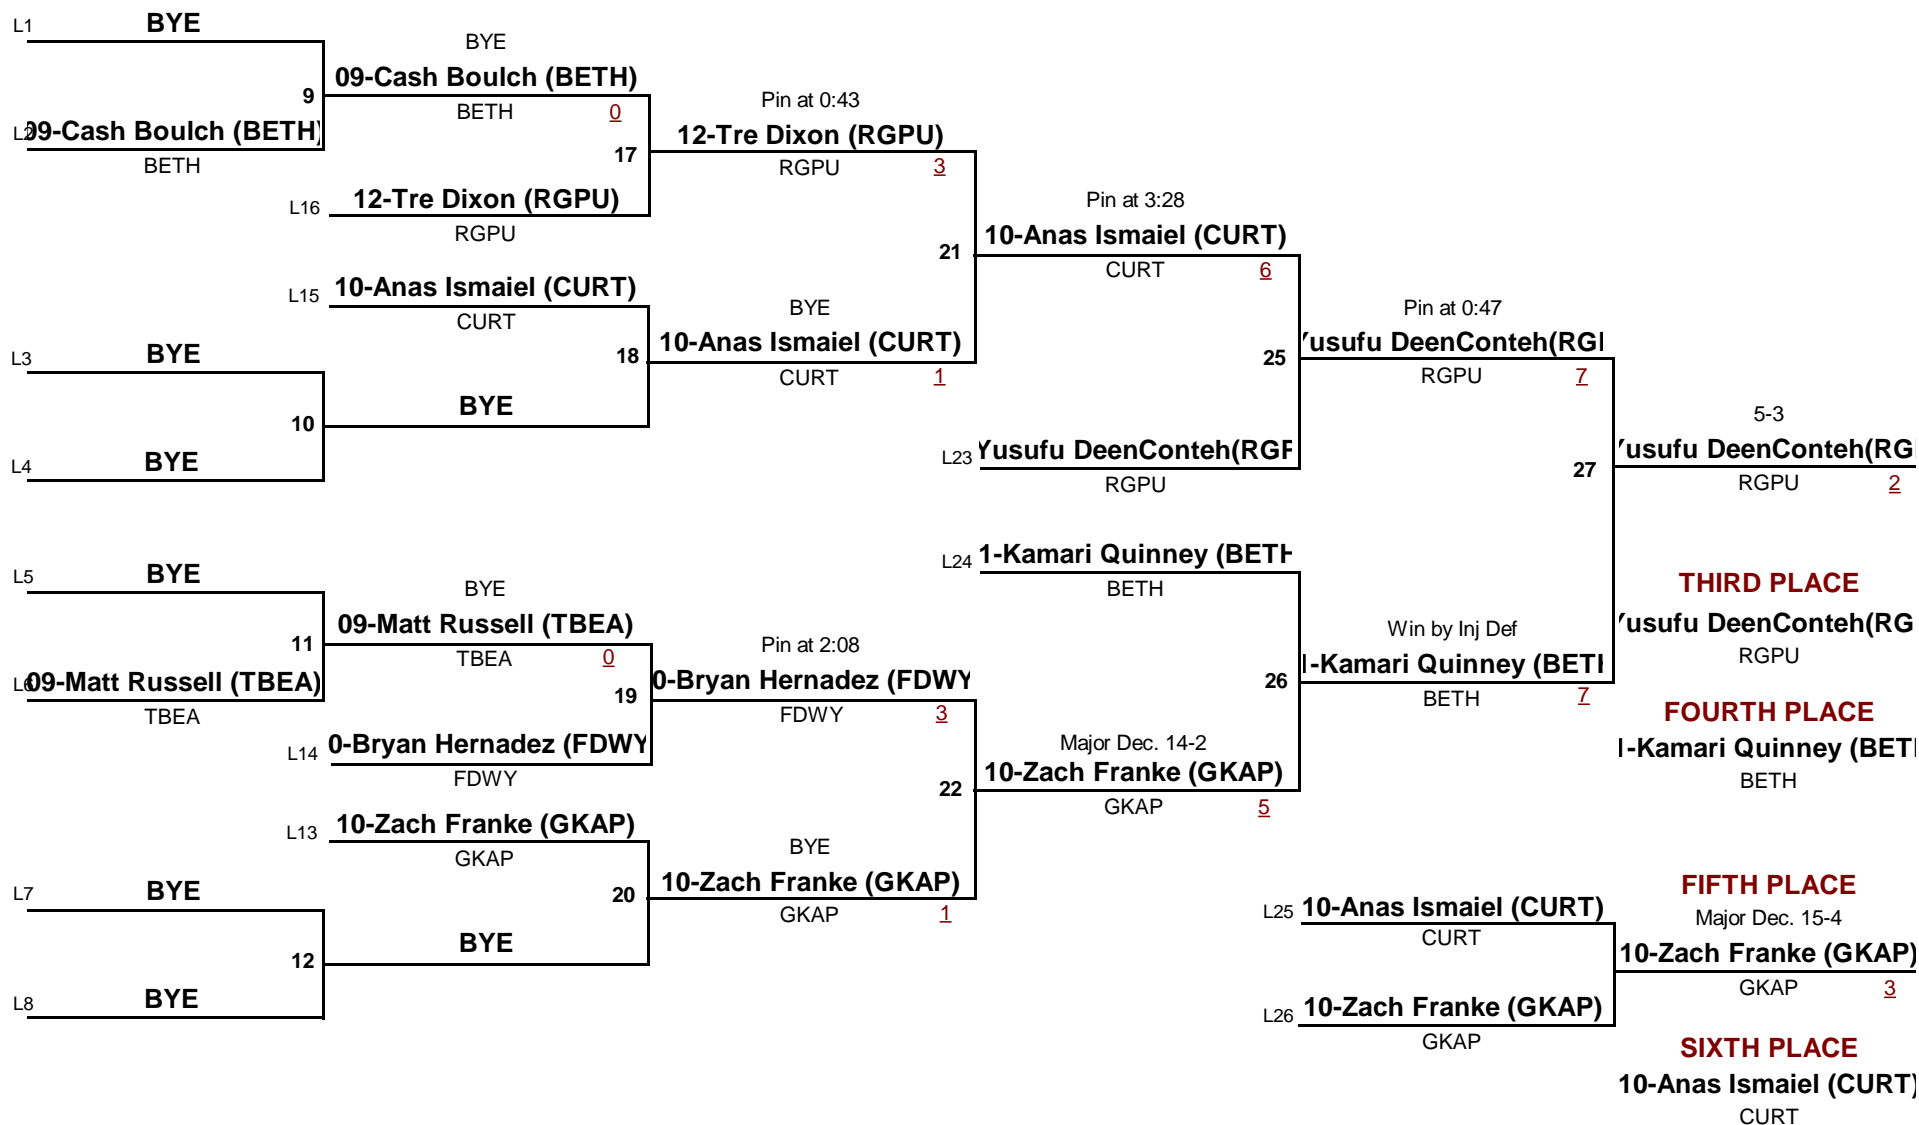 L1 BYE
9
L2 09-Cash Boulch (BETH)
BETH
L3 BYE
10
L4 BYE
L5 BYE
11
L6 09-Matt Russell (TBEA)
TBEA
L7 BYE
12
L8 BYE
BYE
09-Cash Boulch (BETH)
BETH 0
17
L16 12-Tre Dixon (RGPU)
RGPU
L15 10-Anas Ismaiel (CURT)
CURT
18
BYE
BYE
09-Matt Russell (TBEA)
TBEA 0
19
L14 0-Bryan Hernadez (FDWY
FDWY
L13 10-Zach Franke (GKAP)
GKAP
20
BYE
Pin at 0:43
12-Tre Dixon (RGPU)
RGPU 3
21
BYE
10-Anas Ismaiel (CURT)
CURT 1
Pin at 2:08
0-Bryan Hernadez (FDWY
FDWY 3
22
BYE
10-Zach Franke (GKAP)
GKAP 1
Pin at 3:28
10-Anas Ismaiel (CURT)
CURT 6
25
L23 Yusufu DeenConteh(RGP
RGPU
L24 1-Kamari Quinney (BETH
BETH
26
Major Dec. 14-2
10-Zach Franke (GKAP)
GKAP 5
Pin at 0:47
Yusufu DeenConteh(RGI
RGPU 7
27
Win by Inj Def
1-Kamari Quinney (BETH
BETH 7
5-3
Yusufu DeenConteh(RG
RGPU 2
THIRD PLACE
Yusufu DeenConteh(RG
RGPU
FOURTH PLACE
1-Kamari Quinney (BET
BETH
L25 10-Anas Ismaiel (CURT)
CURT
L26 10-Zach Franke (GKAP)
GKAP
FIFTH PLACE
Major Dec. 15-4
10-Zach Franke (GKAP)
GKAP 3
SIXTH PLACE
10-Anas Ismaiel (CURT)
CURT